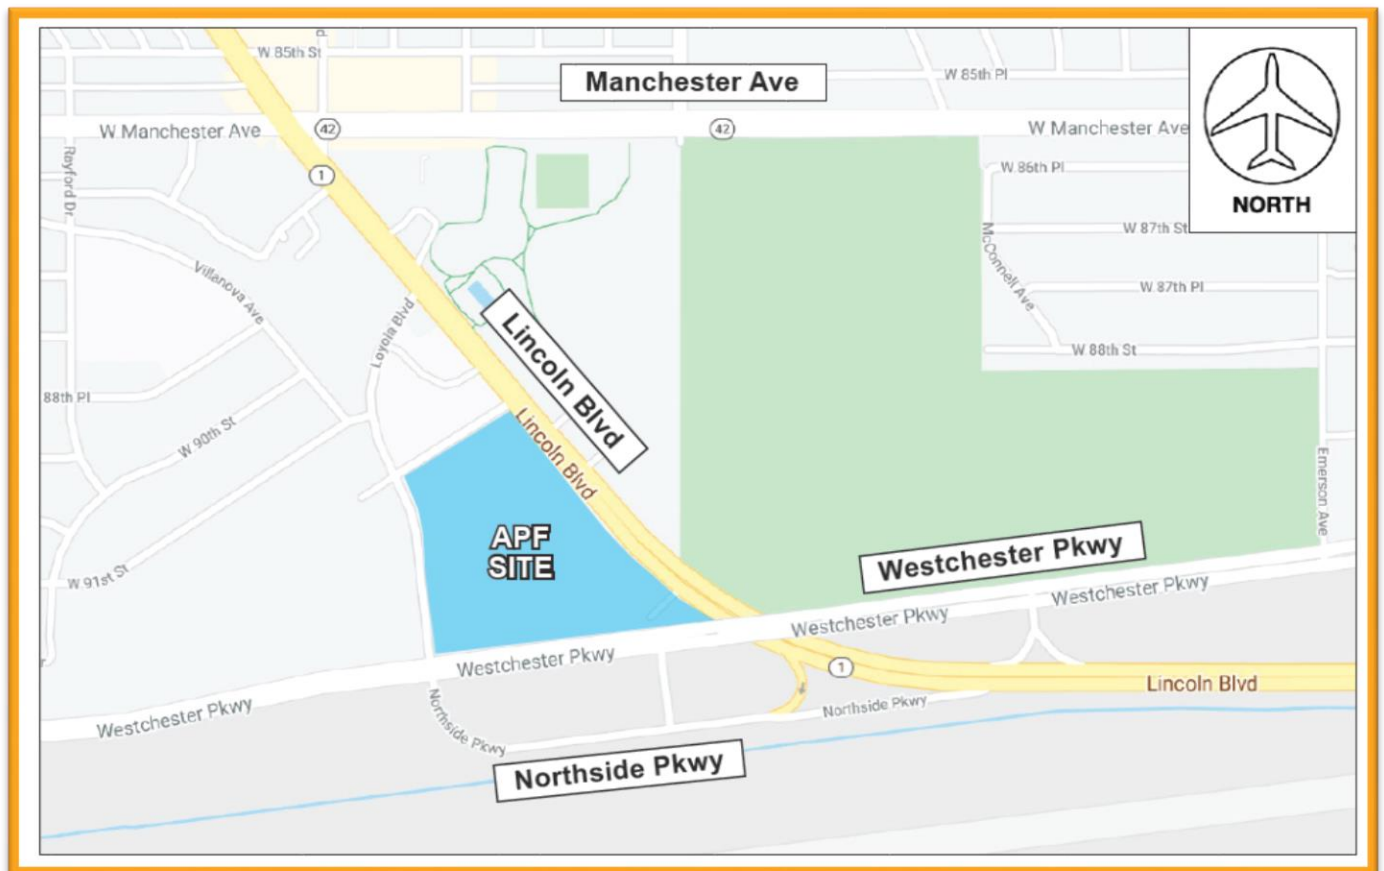 W 85th St
Manchester Ave
W 85th Pl
NORTH
W Manchester Ave
42
42
W Manchester Ave
1
Rayford Dr
W 86th Pl
W 87th St
McConnell Ave
W 87th Pl
Villanova Ave
Loyola Blvd
Lincoln Blvd
W 88th St
88th Pl
W 90th St
Lincoln Blvd
Emerson Ave
APF
SITE
Westchester Pkwy
W 91st St
Westchester Pkwy
Westchester Pkwy
Westchester Pkwy
1
Lincoln Blvd
Westchester Pkwy
Northside Pkwy
Northside Pkwy
Northside Pkwy